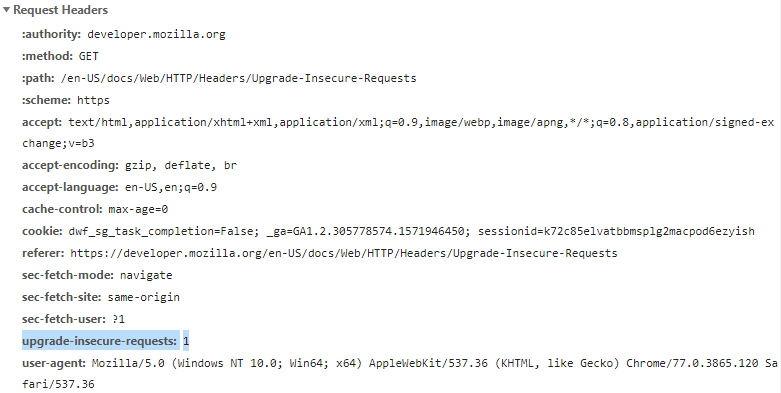 Request Headers
:authority: developer.mozilla.org
:method: GET
:path: /en-US/docs/Web/HTTP/Headers/Upgrade-Insecure-Requests
:scheme: https
accept: text/html,application/xhtml+xml,application/xml;q=0.9,image/webp,image/apng,*/*;q=0.8,application/signed-ex
change;v=b3
accept-encoding: gzip, deflate, br
accept-language: en-US,en;q=0.9
cache-control: max-age=0
cookie: dwf_sg_task_completion=False; _ga=GA1.2.305778574.1571946450; sessionid=k72c85elvatbbmsplg2macpod6ezyish
referer: https://developer.mozilla.org/en-US/docs/Web/HTTP/Headers/Upgrade-Insecure-Requests
sec-fetch-mode: navigate
sec-fetch-site: same-origin
sec-fetch-user: ?1
upgrade-insecure-requests: 1
user-agent: Mozilla/5.0 (Windows NT 10.0; Win64; x64) AppleWebKit/537.36 (KHTML, like Gecko) Chrome/77.0.3865.120 Sa
fari/537.36